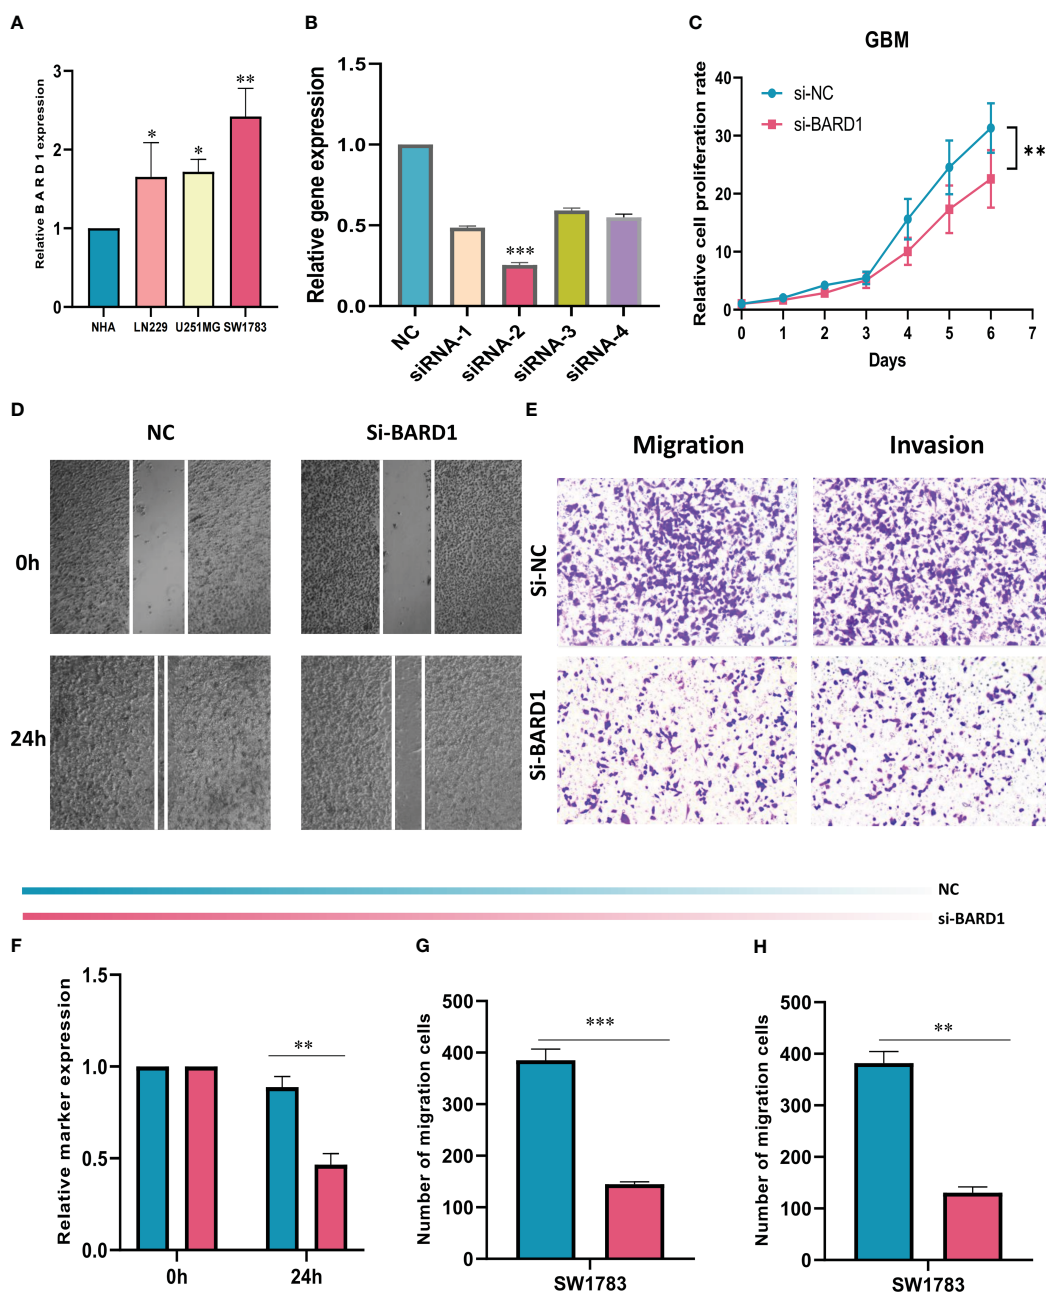 A
B
C
Relative B A R D 1 expression
3
2
1
0
*
*
**
NHA
LN229
U251MG
SW1783
Relative gene expression
1.5
1.0
0.5
0.0
***
NC
siRNA-1
siRNA-2
siRNA-3
siRNA-4
GBM
Relative cell proliferation rate
40
30
20
10
0
si-NC
si-BARD1
**
0 1 2 3 4 5 6 7
Days
D
E
NC
Si-BARD1
0h
24h
Migration
Invasion
Si-NC
Si-BARD1
NC
si-BARD1
F
G
H
Relative marker expression
1.5
1.0
0.5
0.0
**
0h
24h
Number of migration cells
500
400
300
200
100
0
***
SW1783
Number of migration cells
500
400
300
200
100
0
**
SW1783